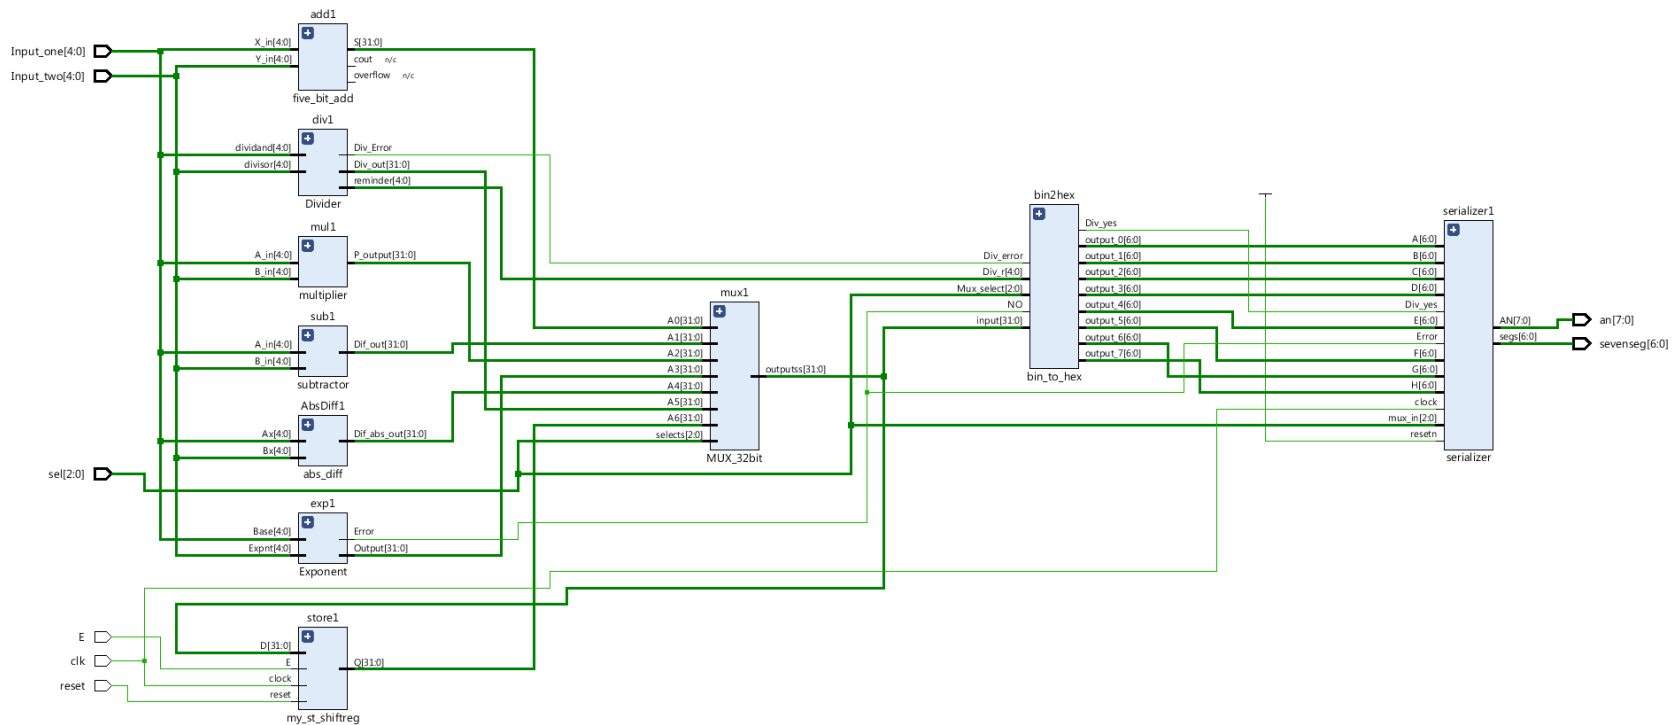 add1
Input_one[4:0]
Input_two[4:0]
X_in[4:0]
Y_in[4:0]
S[31:0]
cout n/c
overflow n/c
five_bit_add
div1
dividand[4:0]
divisor[4:0]
Div_Error
Div_out[31:0]
reminder[4:0]
Divider
mul1
A_in[4:0]
B_in[4:0]
P_output[31:0]
multiplier
sub1
A_in[4:0]
B_in[4:0]
Dif_out[31:0]
subtractor
AbsDiff1
Ax[4:0]
Bx[4:0]
Dif_abs_out[31:0]
abs_diff
sel[2:0]
exp1
Base[4:0]
Expnt[4:0]
Error
Output[31:0]
Exponent
store1
E
clk
reset
D[31:0]
E
clock
reset
Q[31:0]
my_st_shiftreg
mux1
A0[31:0]
A1[31:0]
A2[31:0]
A3[31:0]
A4[31:0]
A5[31:0]
A6[31:0]
selects[2:0]
outputss[31:0]
MUX_32bit
bin2hex
Div_error
Div_r[4:0]
Mux_select[2:0]
NO
input[31:0]
Div_yes
output_0[6:0]
output_1[6:0]
output_2[6:0]
output_3[6:0]
output_4[6:0]
output_5[6:0]
output_6[6:0]
output_7[6:0]
bin_to_hex
serializer1
A[6:0]
B[6:0]
C[6:0]
D[6:0]
Div_yes
E[6:0]
Error
F[6:0]
G[6:0]
H[6:0]
clock
mux_in[2:0]
resetn
AN[7:0]
segs[6:0]
serializer
an[7:0]
sevenseg[6:0]